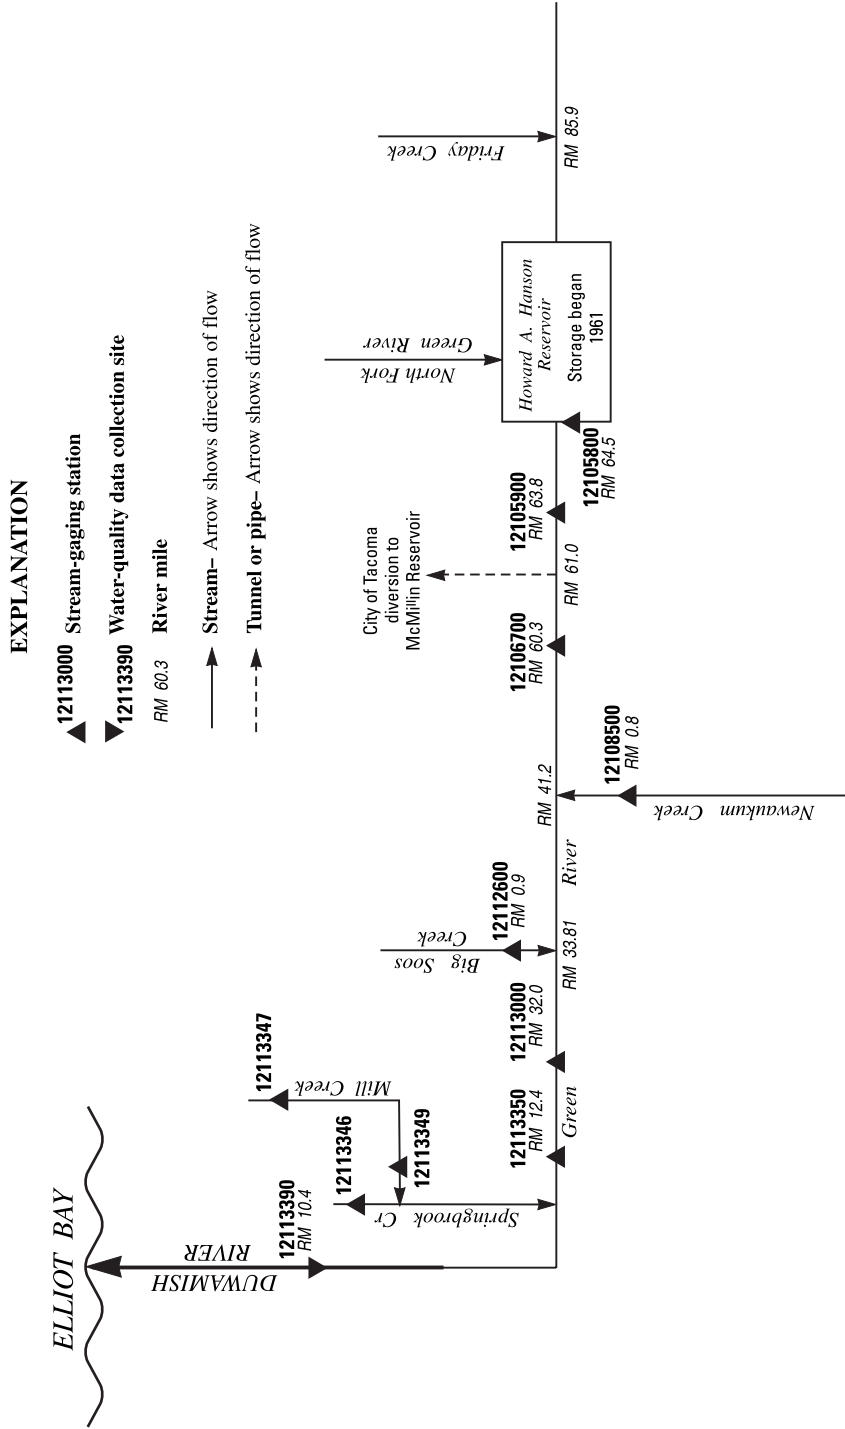 EXPLANATION
12113000 Stream-gaging station
12113390 Water-quality data collection site
RM 60.3 River mile
Stream– Arrow shows direction of flow
Tunnel or pipe– Arrow shows direction of flow
ELLIOT BAY
DUWAMISH
RIVER
12113390
RM 10.4
Springbrook Cr
12113346
12113349
Mill Creek
12113347
12113350
RM 12.4
Green
12113000
RM 32.0
Big Soos
Creek
12112600
RM 0.9
RM 33.81
River
RM 41.2
Newaukum
Creek
12108500
RM 0.8
12106700
RM 60.3
City of Tacoma
diversion to
McMillin Reservoir
RM 61.0
12105900
RM 63.8
12105800
RM 64.5
North Fork
Green River
Howard A. Hanson
Reservoir
Storage began
1961
Friday Creek
RM 85.9